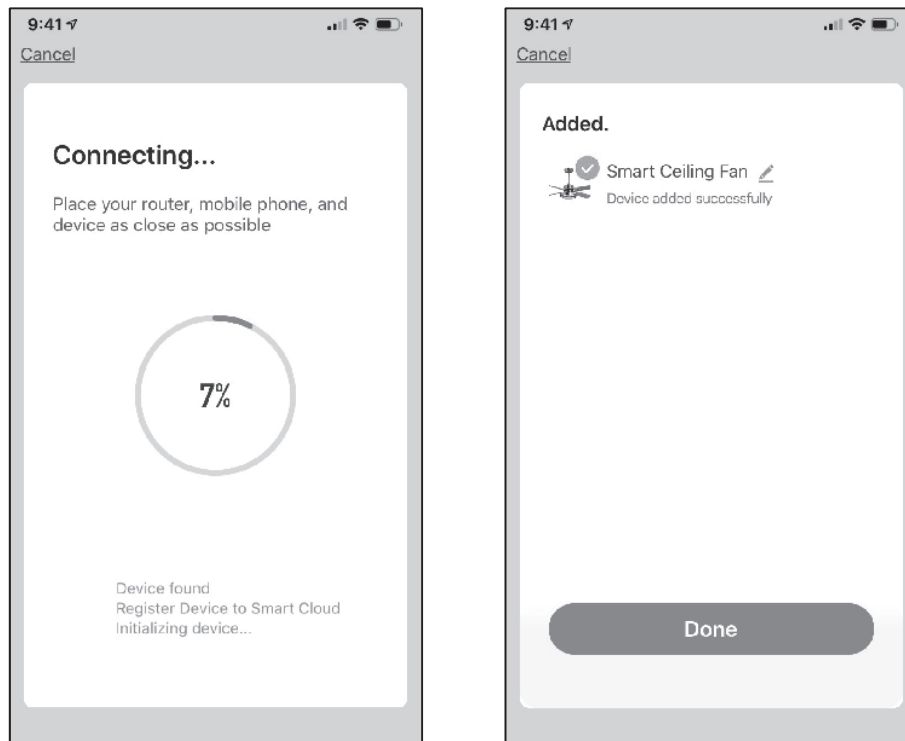 9:41
Cancel
Connecting...
Place your router, mobile phone, and
device as close as possible
7%
Device found
Register Device to Smart Cloud
Initializing device...
9:41
Cancel
Added.
Smart Ceiling Fan
Device added successfully
Done